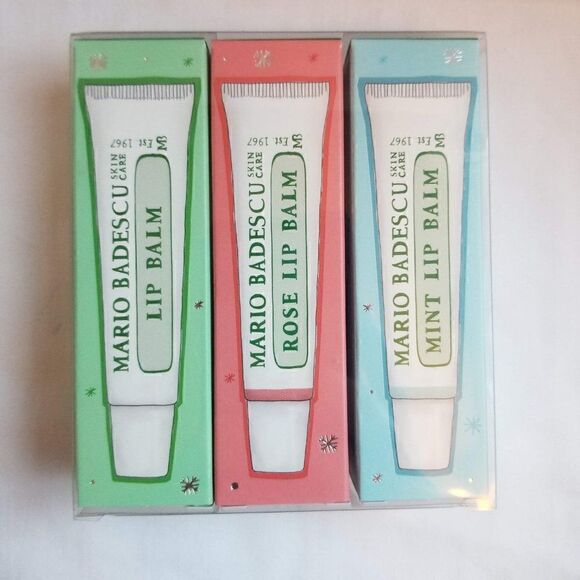 MARIO BADESCU
SKIN
CARE
LIP BALM
Est 1967
MB
MARIO BADESCU
SKIN
CARE
ROSE LIP BALM
Est 1967
MB
MARIO BADESCU
SKIN
CARE
MINT LIP BALM
Est 1967
MB